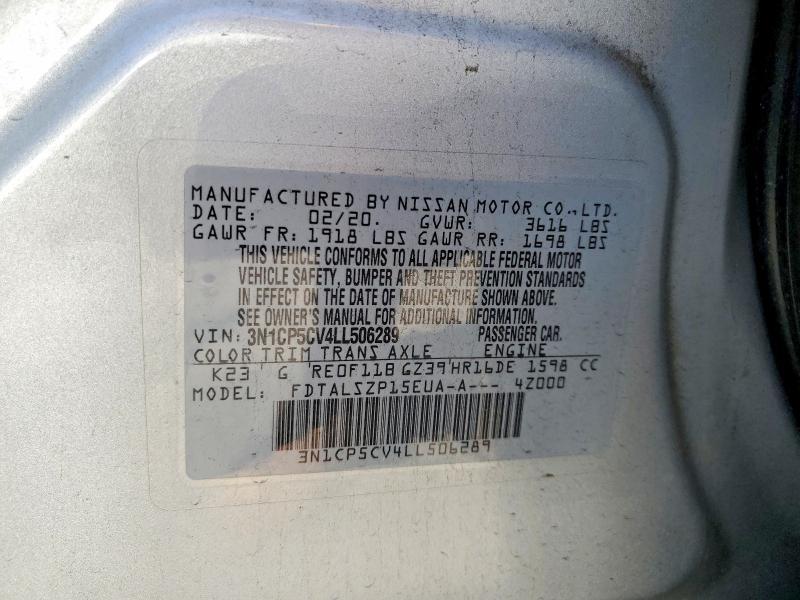 MANUFACTURED BY NISSAN MOTOR CO.,LTD.
DATE: 02/20. GVWR: 3616 LBS
GAWR FR: 1918 LBS GAWR RR: 1698 LBS
THIS VEHICLE CONFORMS TO ALL APPLICABLE FEDERAL MOTOR
VEHICLE SAFETY, BUMPER AND THEFT PREVENTION STANDARDS
IN EFFECT ON THE DATE OF MANUFACTURE SHOWN ABOVE.
SEE OWNER'S MANUAL FOR ADDITIONAL INFORMATION.
VIN: 3N1CP5CV4LL506289 PASSENGER CAR.
COLOR TRIM TRANS AXLE ENGINE
K23 G 'RE0F11B GZ39'HR16DE 1598 CC
MODEL: FDTALSZP15EUA-A--- 4Z000
3N1CP5CV4LL506289